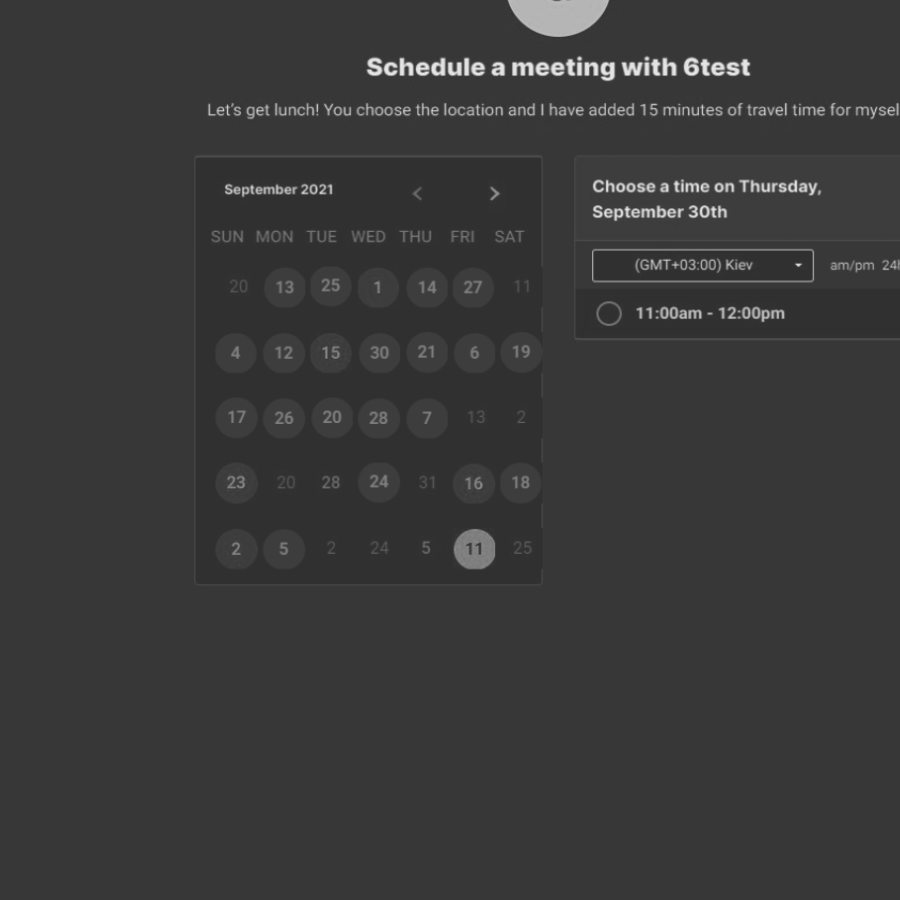 Schedule a meeting with 6test
Let's get lunch! You choose the location and I have added 15 minutes of travel time for mysel
September 2021
SUN MON TUE WED THU FRI SAT
20 13 25 1 14 27 11
4 12 15 30 21 6 19
17 26 20 28 7 13 2
23 20 28 24 31 16 18
2 5 2 24 5 11 25
Choose a time on Thursday,
September 30th
(GMT+03:00) Kiev am/pm 24h
11:00am - 12:00pm